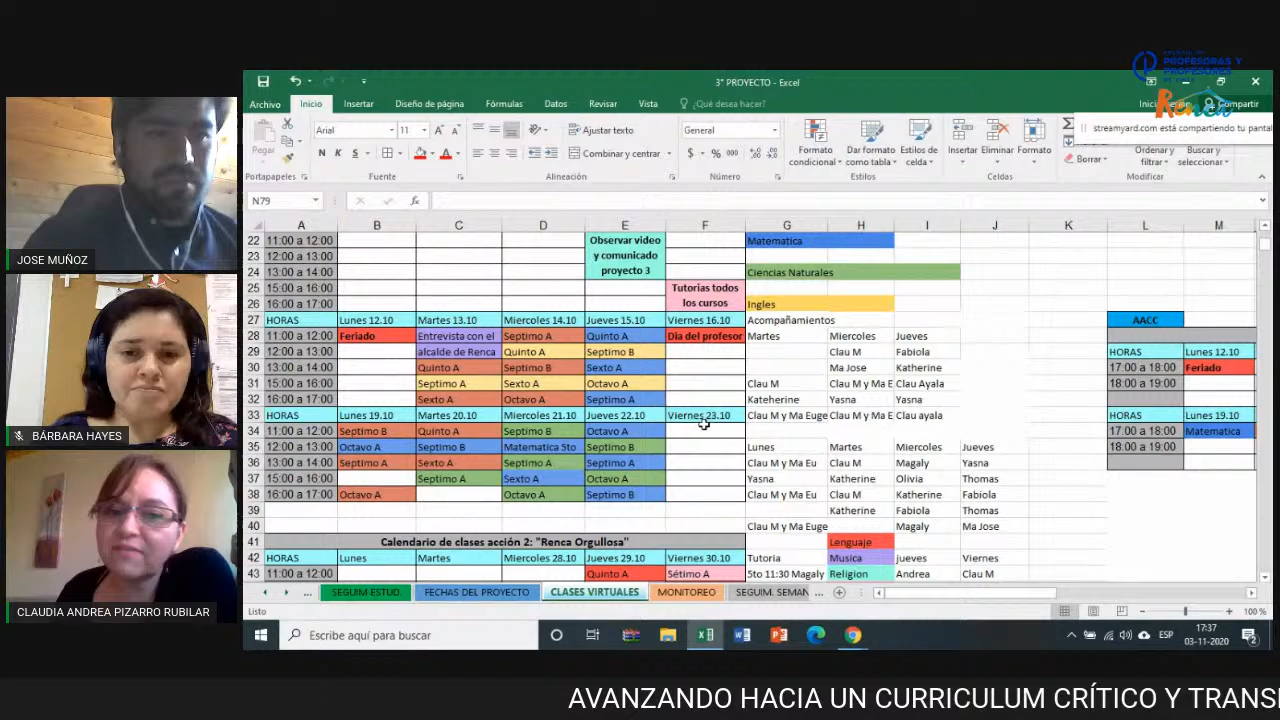 PROFESORAS Y
PROFESORES
Renca
3° PROYECTO - Excel
Archivo Inicio Insertar Diseño de página Fórmulas Datos Revisar Vista ¿Qué desea hacer? Compartir
streamyard.com está compartiendo tu pantal
Pegar Arial 11 Ajustar texto General Formato condicional Dar formato como tabla Estilos de celda Insertar Eliminar Formato Ordenar y filtrar Buscar y seleccionar
N K S Combinar y centrar $ % 000 Borrar
Portapapeles Fuente Alineación Número Estilos Celdas Modificar
N79 fx
A B C D E F G H I J K L M
22 11:00 a 12:00 Observar video Matematica
23 12:00 a 13:00 y comunicado
24 13:00 a 14:00 proyecto 3 Ciencias Naturales
25 15:00 a 16:00 Tutorias todos
26 16:00 a 17:00 los cursos Ingles
27 HORAS Lunes 12.10 Martes 13.10 Miercoles 14.10 Jueves 15.10 Viernes 16.10 Acompañamientos AACC
28 11:00 a 12:00 Feriado Entrevista con el Septimo A Quinto A Dia del profesor Martes Miercoles Jueves
29 12:00 a 13:00 alcalde de Renca Quinto A Septimo B Clau M Fabiola HORAS Lunes 12.10
30 13:00 a 14:00 Quinto A Septimo B Sexto A Ma Jose Katherine 17:00 a 18:00 Feriado
31 15:00 a 16:00 Septimo A Sexto A Octavo A Clau M Clau M y Ma E Clau Ayala 18:00 a 19:00
32 16:00 a 17:00 Sexto A Octavo A Septimo A Kateherine Yasna Yasna
33 HORAS Lunes 19.10 Martes 20.10 Miercoles 21.10 Jueves 22.10 Viernes 23.10 Clau M y Ma Euge Clau M y Ma E Clau ayala HORAS Lunes 19.10
34 11:00 a 12:00 Septimo B Quinto A Septimo B Octavo A 17:00 a 18:00 Matematica
35 12:00 a 13:00 Octavo A Septimo B Matematica 5to Septimo B Lunes Martes Miercoles Jueves 18:00 a 19:00
36 13:00 a 14:00 Septimo A Sexto A Septimo A Septimo A Clau M y Ma Eu Clau M Magaly Yasna
37 15:00 a 16:00 Septimo A Sexto A Octavo A Yasna Katherine Olivia Thomas
38 16:00 a 17:00 Octavo A Octavo A Septimo B Clau M y Ma Eu Clau M Katherine Fabiola
39 Katherine Fabiola Thomas
40 Clau M y Ma Euge Magaly Ma Jose
41 Calendario de clases acción 2: "Renca Orgullosa" Lenguaje
42 HORAS Lunes Martes Miercoles 28.10 Jueves 29.10 Viernes 30.10 Tutoria Musica jueves Viernes
43 11:00 a 12:00 Quinto A Sétimo A 5to 11:30 Magaly Religion Andrea Clau M
... SEGUIM ESTUD. FECHAS DEL PROYECTO CLASES VIRTUALES MONITOREO SEGUIM. SEMAN ...
Listo 100 %
Escribe aquí para buscar ESP 17:37
03-11-2020 2
JOSE MUÑOZ
BÁRBARA HAYES
CLAUDIA ANDREA PIZARRO RUBILAR
AVANZANDO HACIA UN CURRICULUM CRÍTICO Y TRANSF